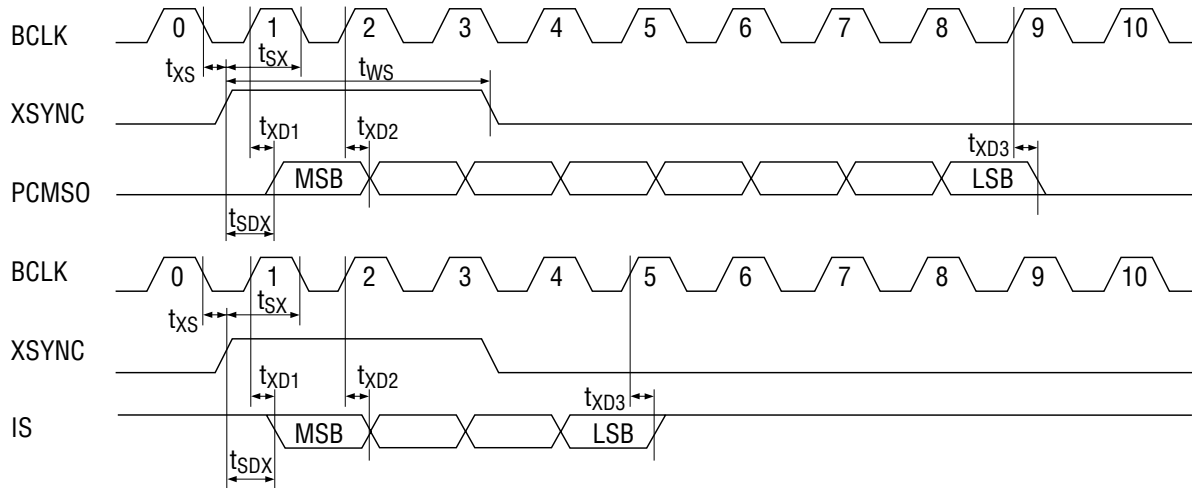 BCLK 0 1 2 3 4 5 6 7 8 9 10
tXS tSX tWS
XSYNC
tXD1 tXD2 tXD3
PCMSO MSB LSB
tSDX
BCLK 0 1 2 3 4 5 6 7 8 9 10
tXS tSX
XSYNC
tXD1 tXD2 tXD3
IS MSB LSB
tSDX